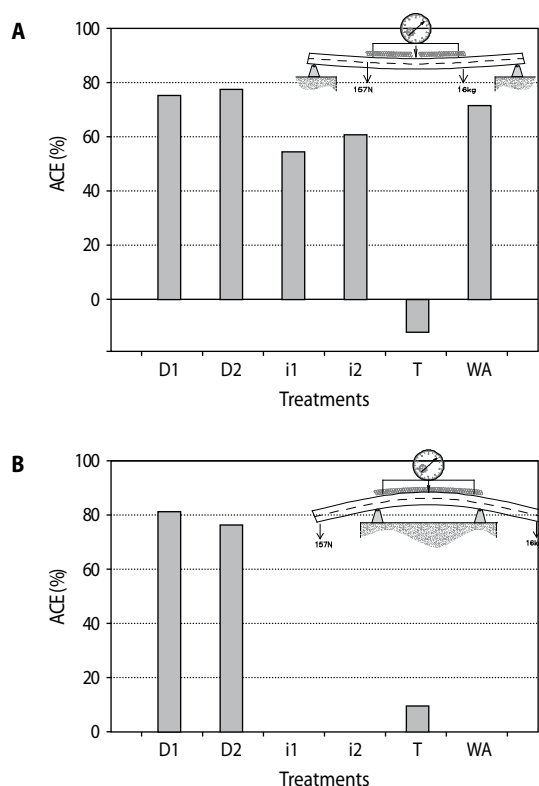 A
100
80
60
40
20
0
ACE (%)
157N
16kg
D1 D2 i1 i2 T WA
Treatments
B
100
80
60
40
20
0
ACE (%)
157N
D1 D2 i1 i2 T WA
Treatments